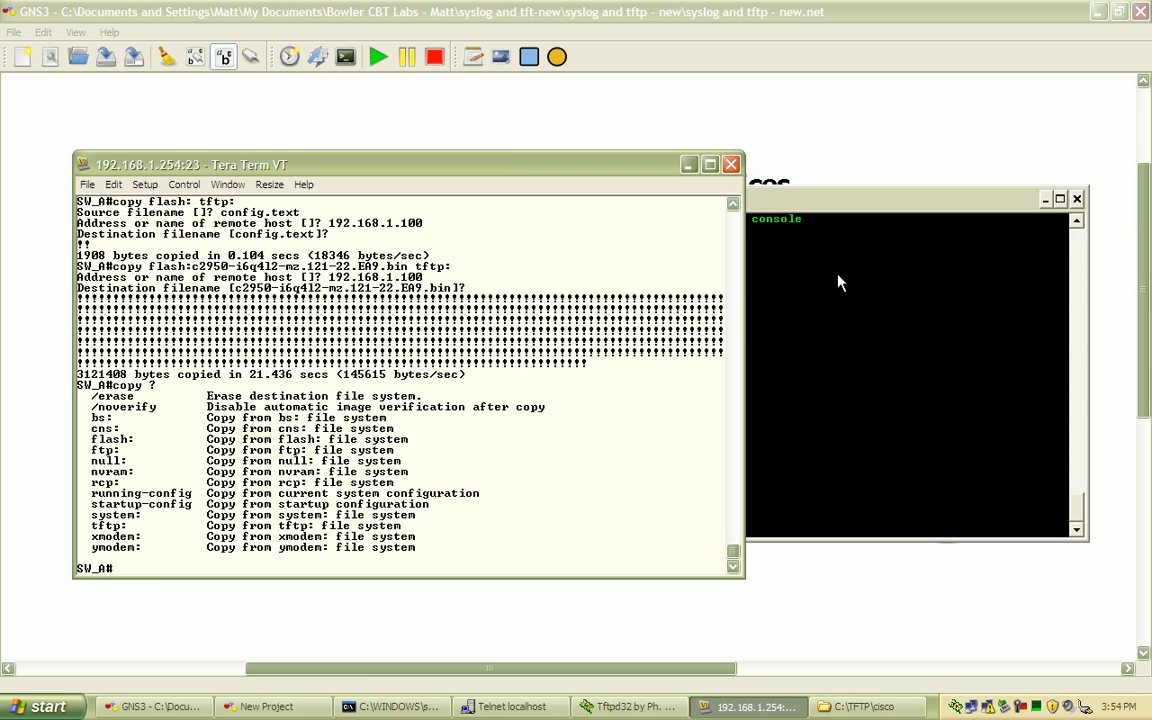 GNS3 - C:\Documents and Settings\Matt\My Documents\Bowler CBT Labs - Matt\syslog and tft-new\syslog and tftp - new\syslog and tftp - new.net
File Edit View Help
192.168.1.254:23 - Tera Term VT
File Edit Setup Control Window Resize Help
SW_A#copy flash: tftp:
Source filename []? config.text
Address or name of remote host []? 192.168.1.100
Destination filename [config.text]?
!!
1908 bytes copied in 0.104 secs (18346 bytes/sec)
SW_A#copy flash:c2950-i6q4l2-mz.121-22.EA9.bin tftp:
Address or name of remote host []? 192.168.1.100
Destination filename [c2950-i6q4l2-mz.121-22.EA9.bin]?
3121408 bytes copied in 21.436 secs (145615 bytes/sec)
SW_A#copy ?
/erase Erase destination file system.
/noverify Disable automatic image verification after copy
bs: Copy from bs: file system
cns: Copy from cns: file system
flash: Copy from flash: file system
ftp: Copy from ftp: file system
null: Copy from null: file system
nvram: Copy from nvram: file system
rcp: Copy from rcp: file system
running-config Copy from current system configuration
startup-config Copy from startup configuration
system: Copy from system: file system
tftp: Copy from tftp: file system
xmodem: Copy from xmodem: file system
ymodem: Copy from ymodem: file system
SW_A#
console
start GNS3 - C:\Docu... New Project C:\WINDOWS\s... Telnet localhost Tftpd32 by Ph. ... 192.168.1.254:... C:\TFTP\cisco 3:54 PM